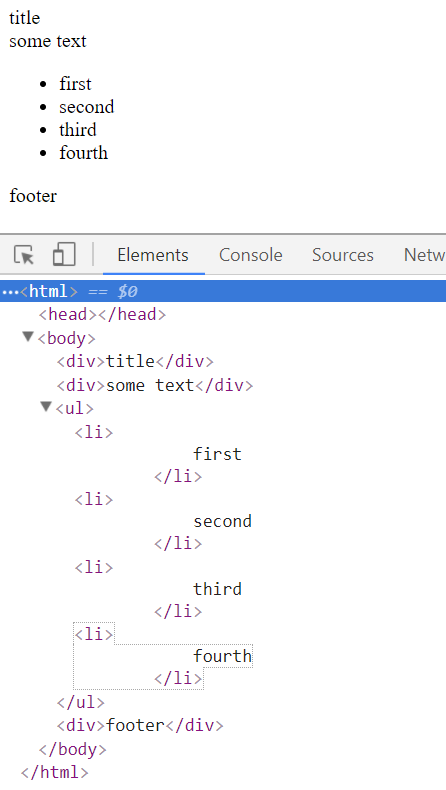 title
some text
• first
• second
• third
• fourth
footer
Elements Console Sources Netw
…<html> == $0
<head></head>
▼<body>
<div>title</div>
<div>some text</div>
▼<ul>
<li>
first
</li>
<li>
second
</li>
<li>
third
</li>
<li>
fourth
</li>
</ul>
<div>footer</div>
</body>
</html>